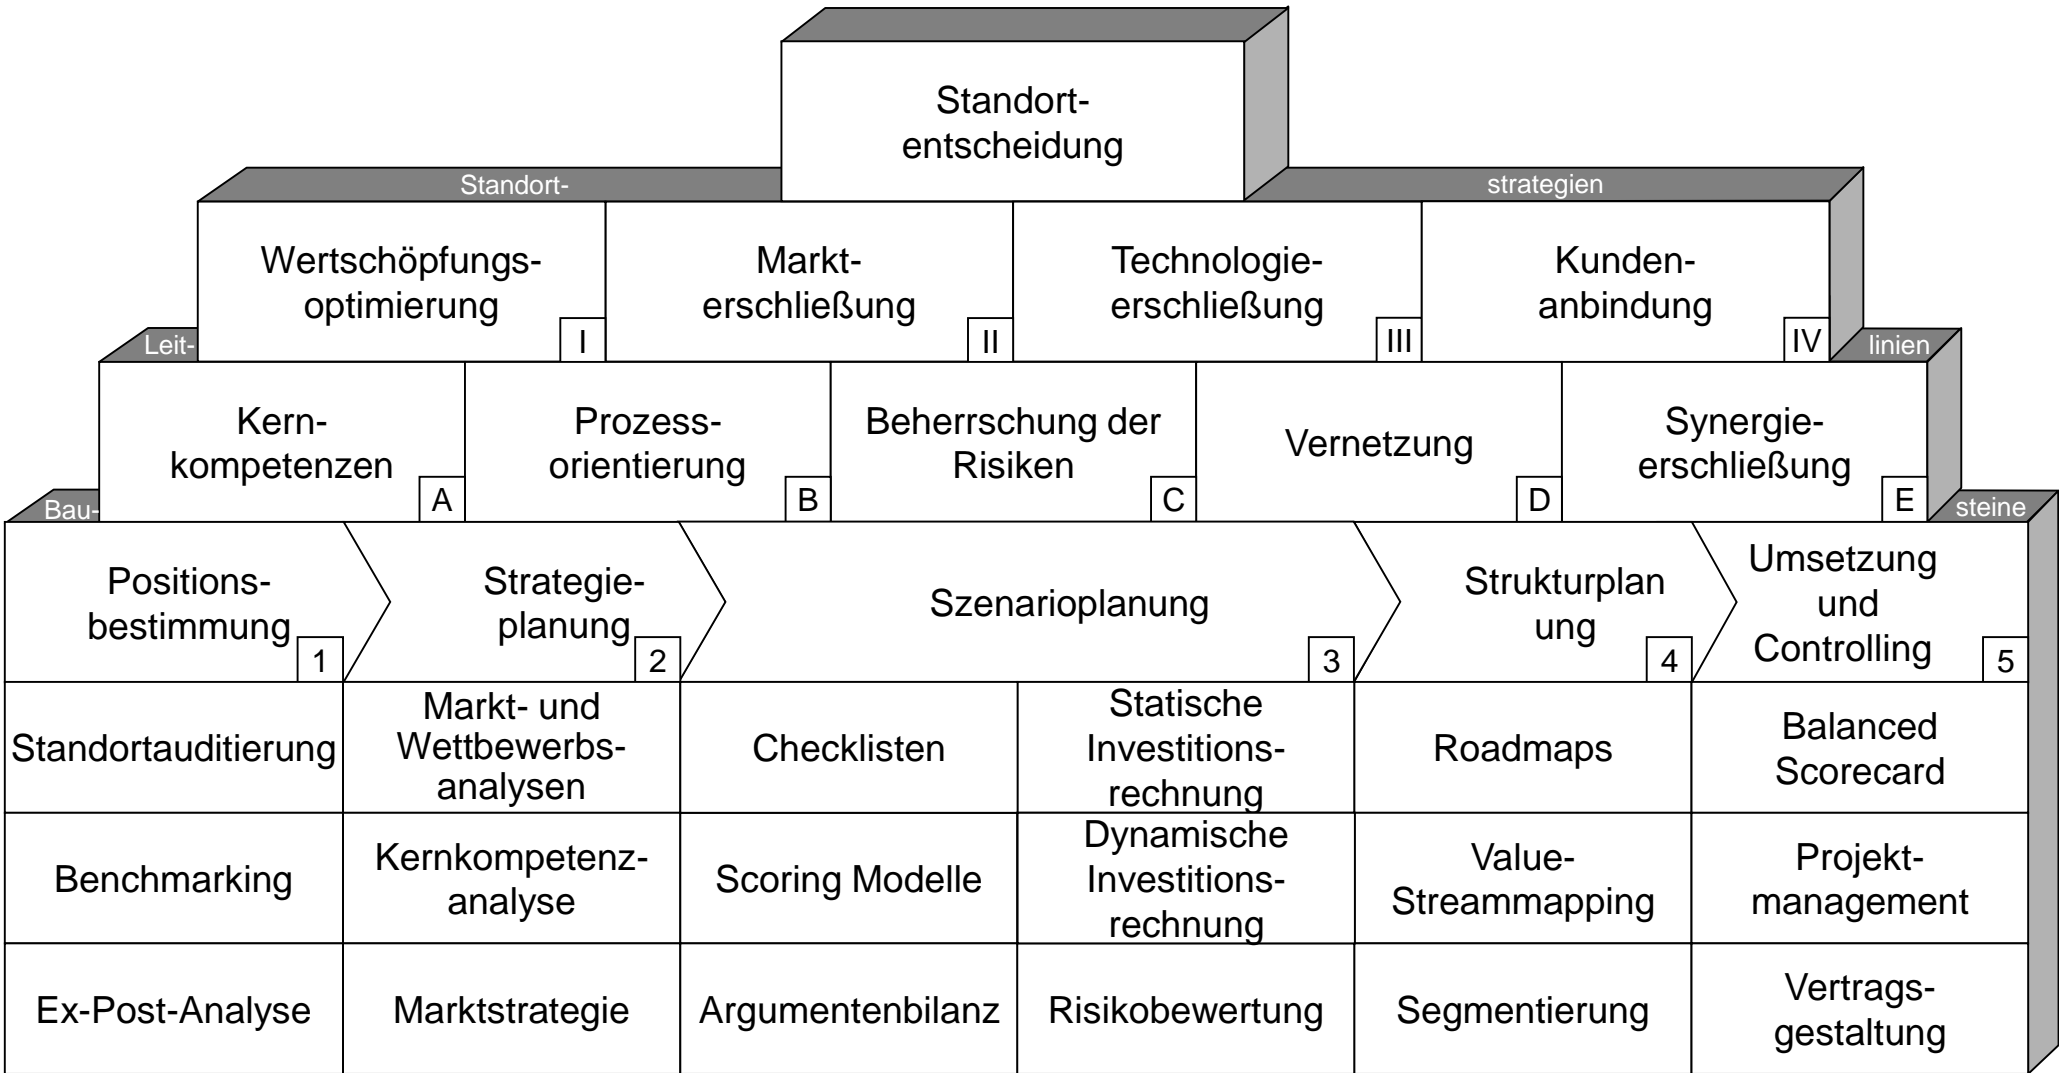 Standort-
entscheidung
Standort-
strategien
Wertschöpfungs-
optimierung
I
Markt-
erschließung
II
Technologie-
erschließung
III
Kunden-
anbindung
IV
Leit-
linien
Kern-
kompetenzen
A
Prozess-
orientierung
B
Beherrschung der
Risiken
C
Vernetzung
D
Synergie-
erschließung
E
Bau-
steine
Positions-
bestimmung
1
Strategie-
planung
2
Szenarioplanung
3
Strukturplan
ung
4
Umsetzung
und
Controlling
5
Standortauditierung
Markt- und
Wettbewerbs-
analysen
Checklisten
Statische
Investitions-
rechnung
Roadmaps
Balanced
Scorecard
Benchmarking
Kernkompetenz-
analyse
Scoring Modelle
Dynamische
Investitions-
rechnung
Value-
Streammapping
Projekt-
management
Ex-Post-Analyse
Marktstrategie
Argumentenbilanz
Risikobewertung
Segmentierung
Vertrags-
gestaltung